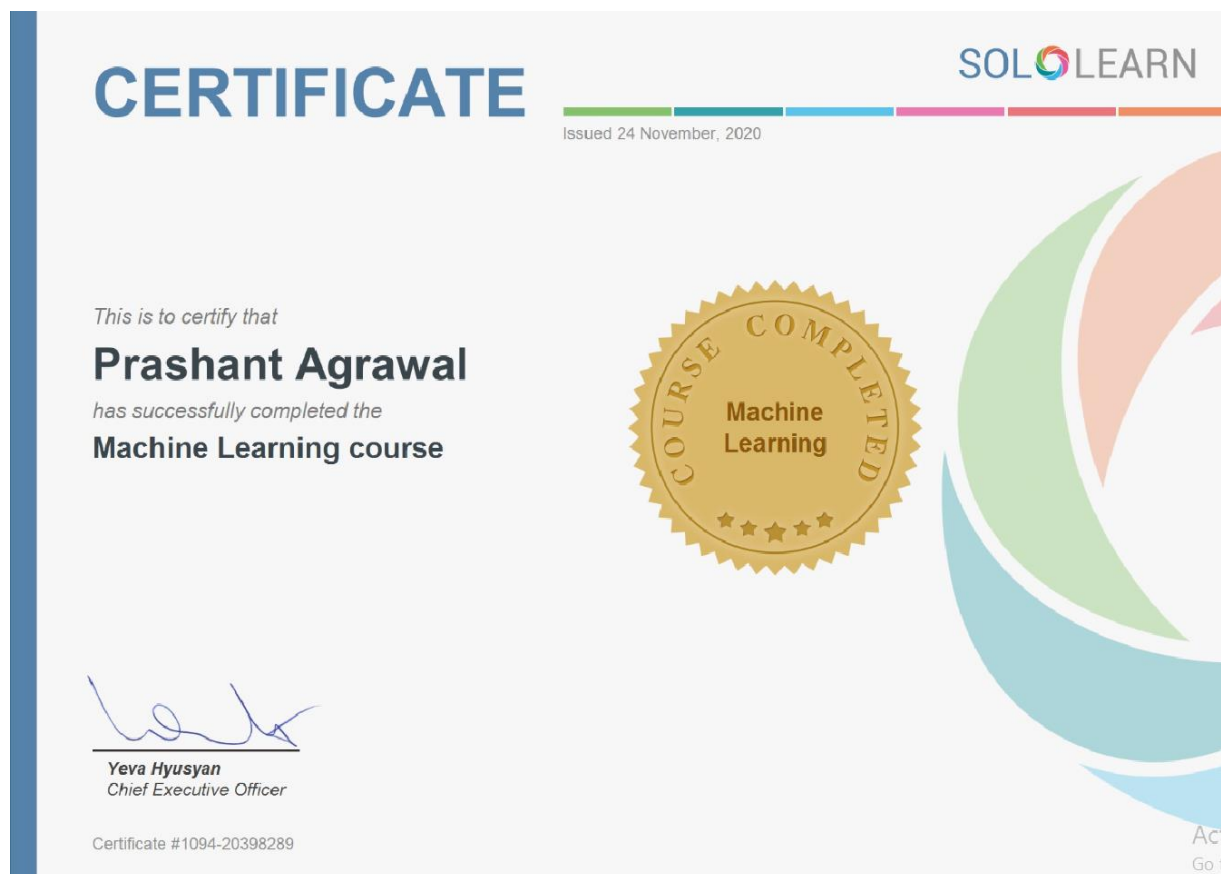 CERTIFICATE
SOLOLEARN
Issued 24 November, 2020
This is to certify that
Prashant Agrawal
has successfully completed the
Machine Learning course
COURSE COMPLETED
Machine
Learning
Yeva Hyusyan
Chief Executive Officer
Certificate #1094-20398289
Go